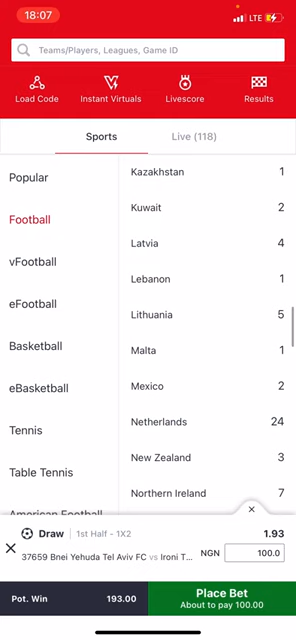 18:07
LTE
Teams/Players, Leagues, Game ID
Load Code
Instant Virtuals
Livescore
Results
Sports
Live (118)
Popular
Football
vFootball
eFootball
Basketball
eBasketball
Tennis
Table Tennis
American Football
Kazakhstan 1
Kuwait 2
Latvia 4
Lebanon 1
Lithuania 5
Malta 1
Mexico 2
Netherlands 24
New Zealand 3
Northern Ireland 7
Draw | 1st Half - 1X2 1.93
37659 Bnei Yehuda Tel Aviv FC vs Ironi T... NGN 100.0
Pot. Win 193.00
Place Bet
About to pay 100.00